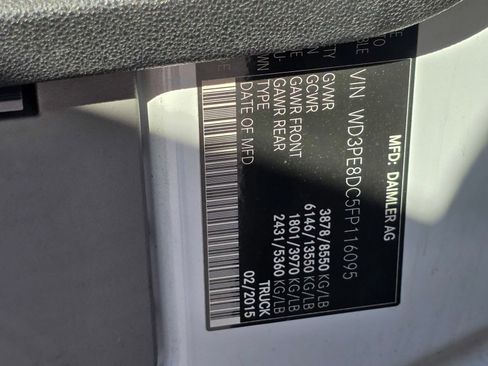 MFD: DAIMLER AG
VIN WD3PE8DC5FP116095
GVWR 3878/8550 KG/LB
GCWR 6146/13550 KG/LB
GAWR FRONT 1801/3970 KG/LB
GAWR REAR 2431/5360 KG/LB
TYPE TRUCK
DATE OF M 02/2015